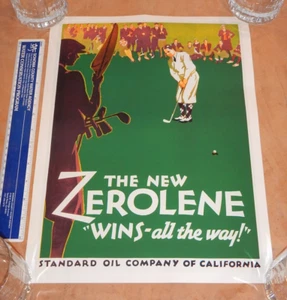 THE NEW
ZEROLENE
"WINS-all the way!"
STANDARD OIL COMPANY OF CALIFORNIA